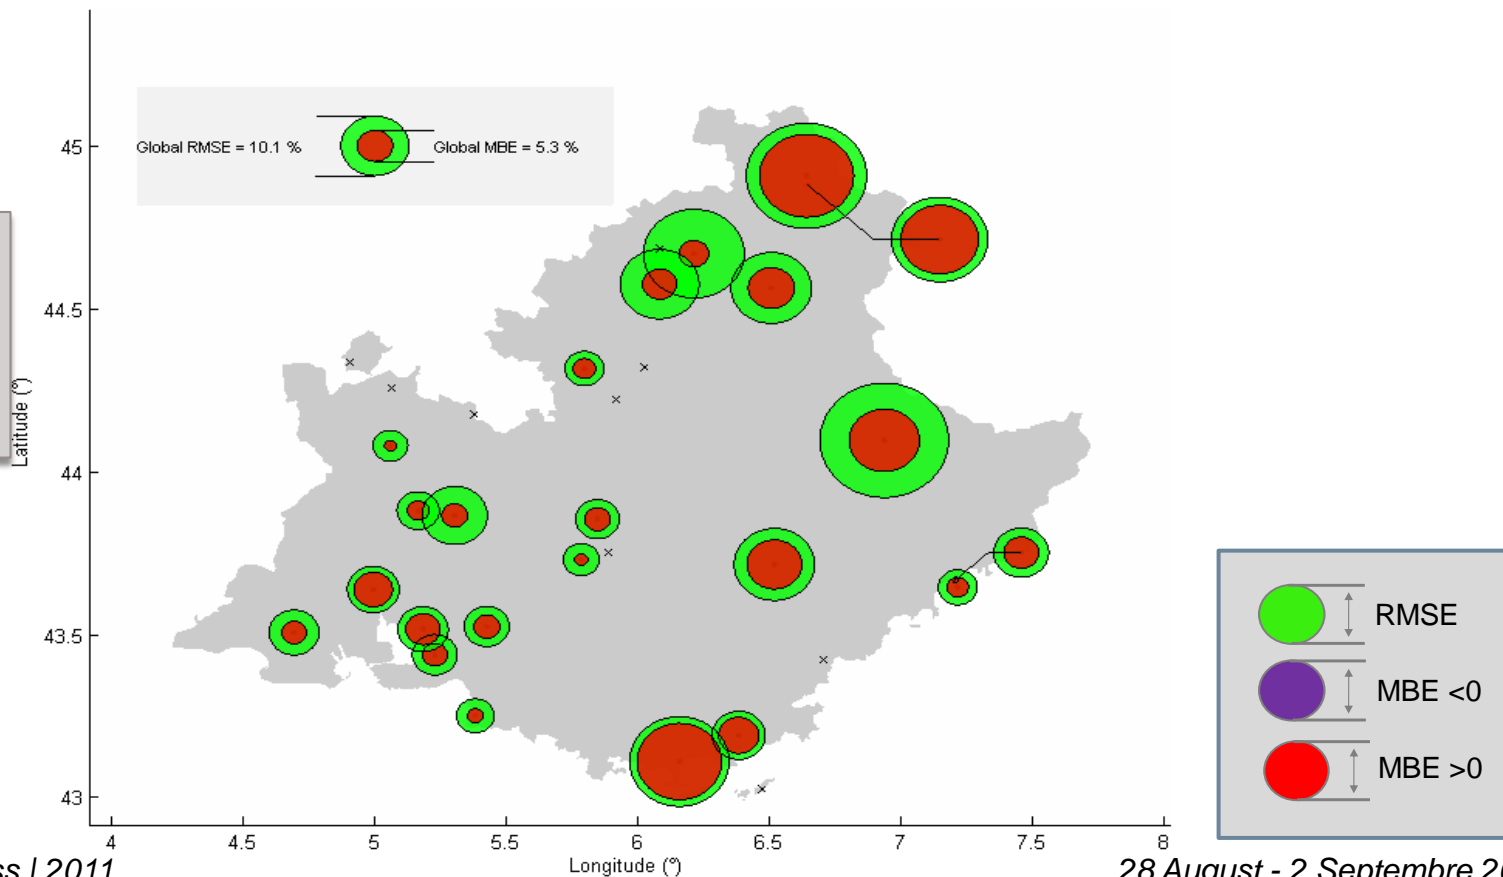 Global RMSE = 10.1 %
Global MBE = 5.3 %
45
44.5
44
43.5
43
Latitude (°)
4
4.5
5
5.5
6
6.5
7
7.5
8
Longitude (°)
RMSE
MBE <0
MBE >0
ss | 2011
28 August - 2 Septembre 20